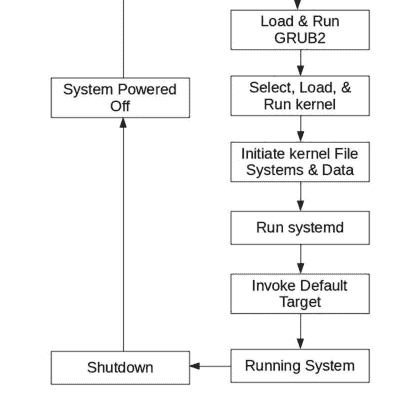 Load & Run
GRUB2
System Powered
Off
Select, Load, &
Run kernel
Initiate kernel File
Systems & Data
Run systemd
Invoke Default
Target
Shutdown
Running System